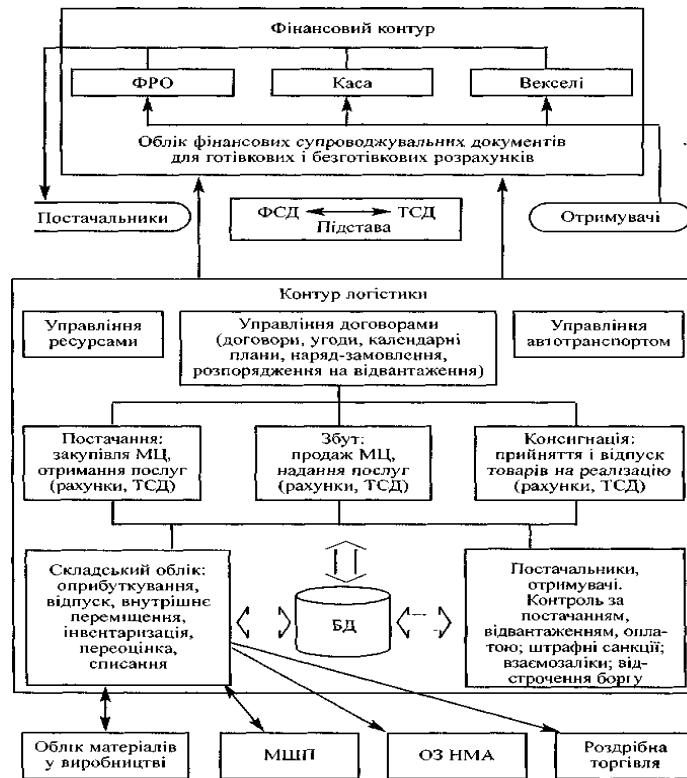 Фінансовий контур
ФРО
Каса
Векселі
Облік фінансових супроводжувальних документів
для готівкових і безготівкових розрахунків
Постачальники
ФСД
ТСД
Підстава
Отримувачі
Контур логістики
Управління
ресурсами
Управління договорами
(договори, угоди, календарні
плани, наряд-замовлення,
розпорядження на відвантаження)
Управління
автотранспортом
Постачання:
закупівля МЦ,
отримання послуг
(рахунки, ТСД)
Збут:
продаж МЦ,
надання послуг
(рахунки, ТСД)
Консигнація:
прийняття і відпуск
товарів на реалізацію
(рахунки, ТСД)
Складський облік:
оприбуткування,
відпуск, внутрішнє
переміщення,
інвентаризація,
переоцінка,
списання
БД
Постачальники,
отримувачі.
Контроль за
постачанням,
відвантаженням, опла-
тою; штрафні санкції;
взаємозаліки; від-
строчення боргу
Облік матеріалів
у виробництві
МШП
ОЗ НМА
Роздрібна
торгівля